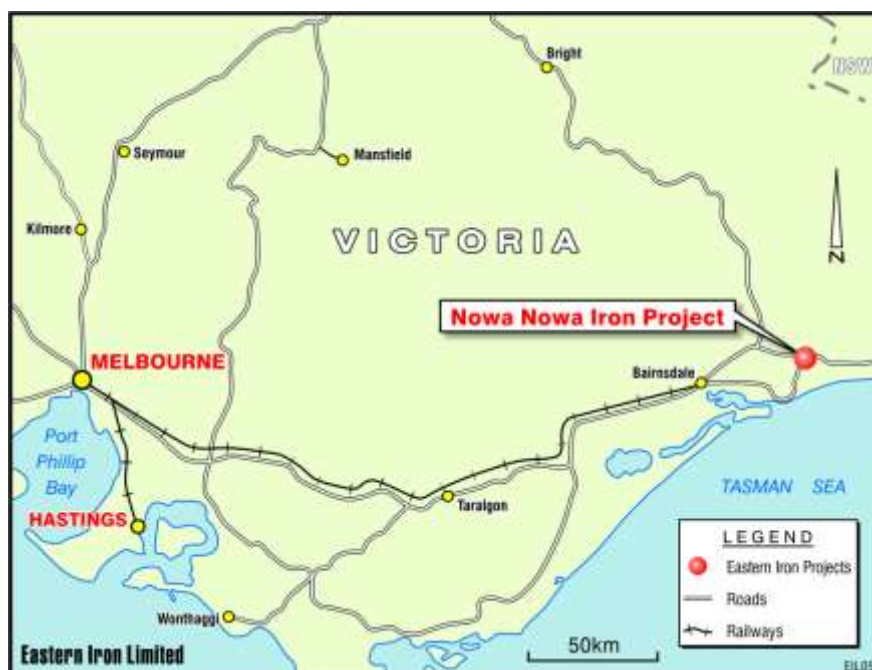 Bright
NSW
Seymour
Mansfield
Kilmore
VICTORIA
N
Nowa Nowa Iron Project
MELBOURNE
Bairnsdale
Port
Phillip
Bay
TASMAN SEA
HASTINGS
Taralgon
LEGEND
Eastern Iron Projects
Roads
Railways
Wonthaggi
50km
Eastern Iron Limited